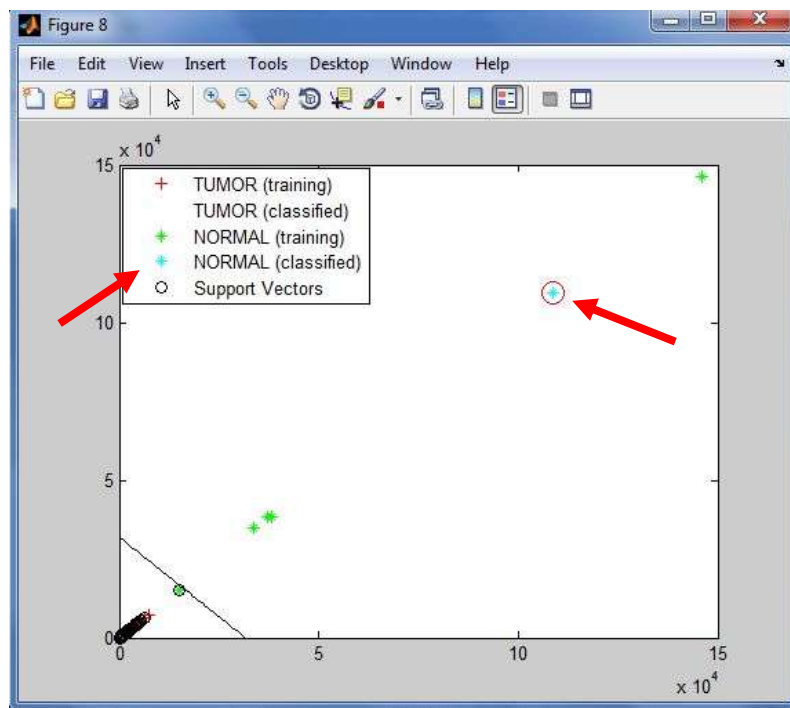 Figure 8
File Edit View Insert Tools Desktop Window Help
x 10^4
15
TUMOR (training)
TUMOR (classified)
NORMAL (training)
NORMAL (classified)
Support Vectors
10
5
0
0 5 10 15
x 10^4